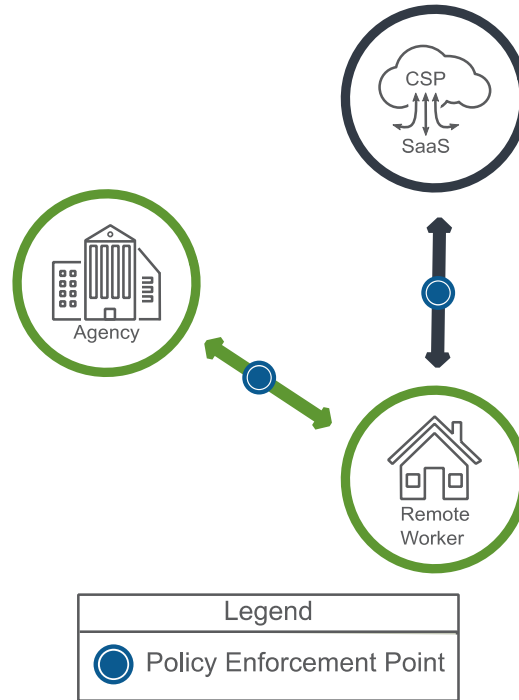 CSP
SaaS
Agency
Remote
Worker
Legend
Policy Enforcement Point